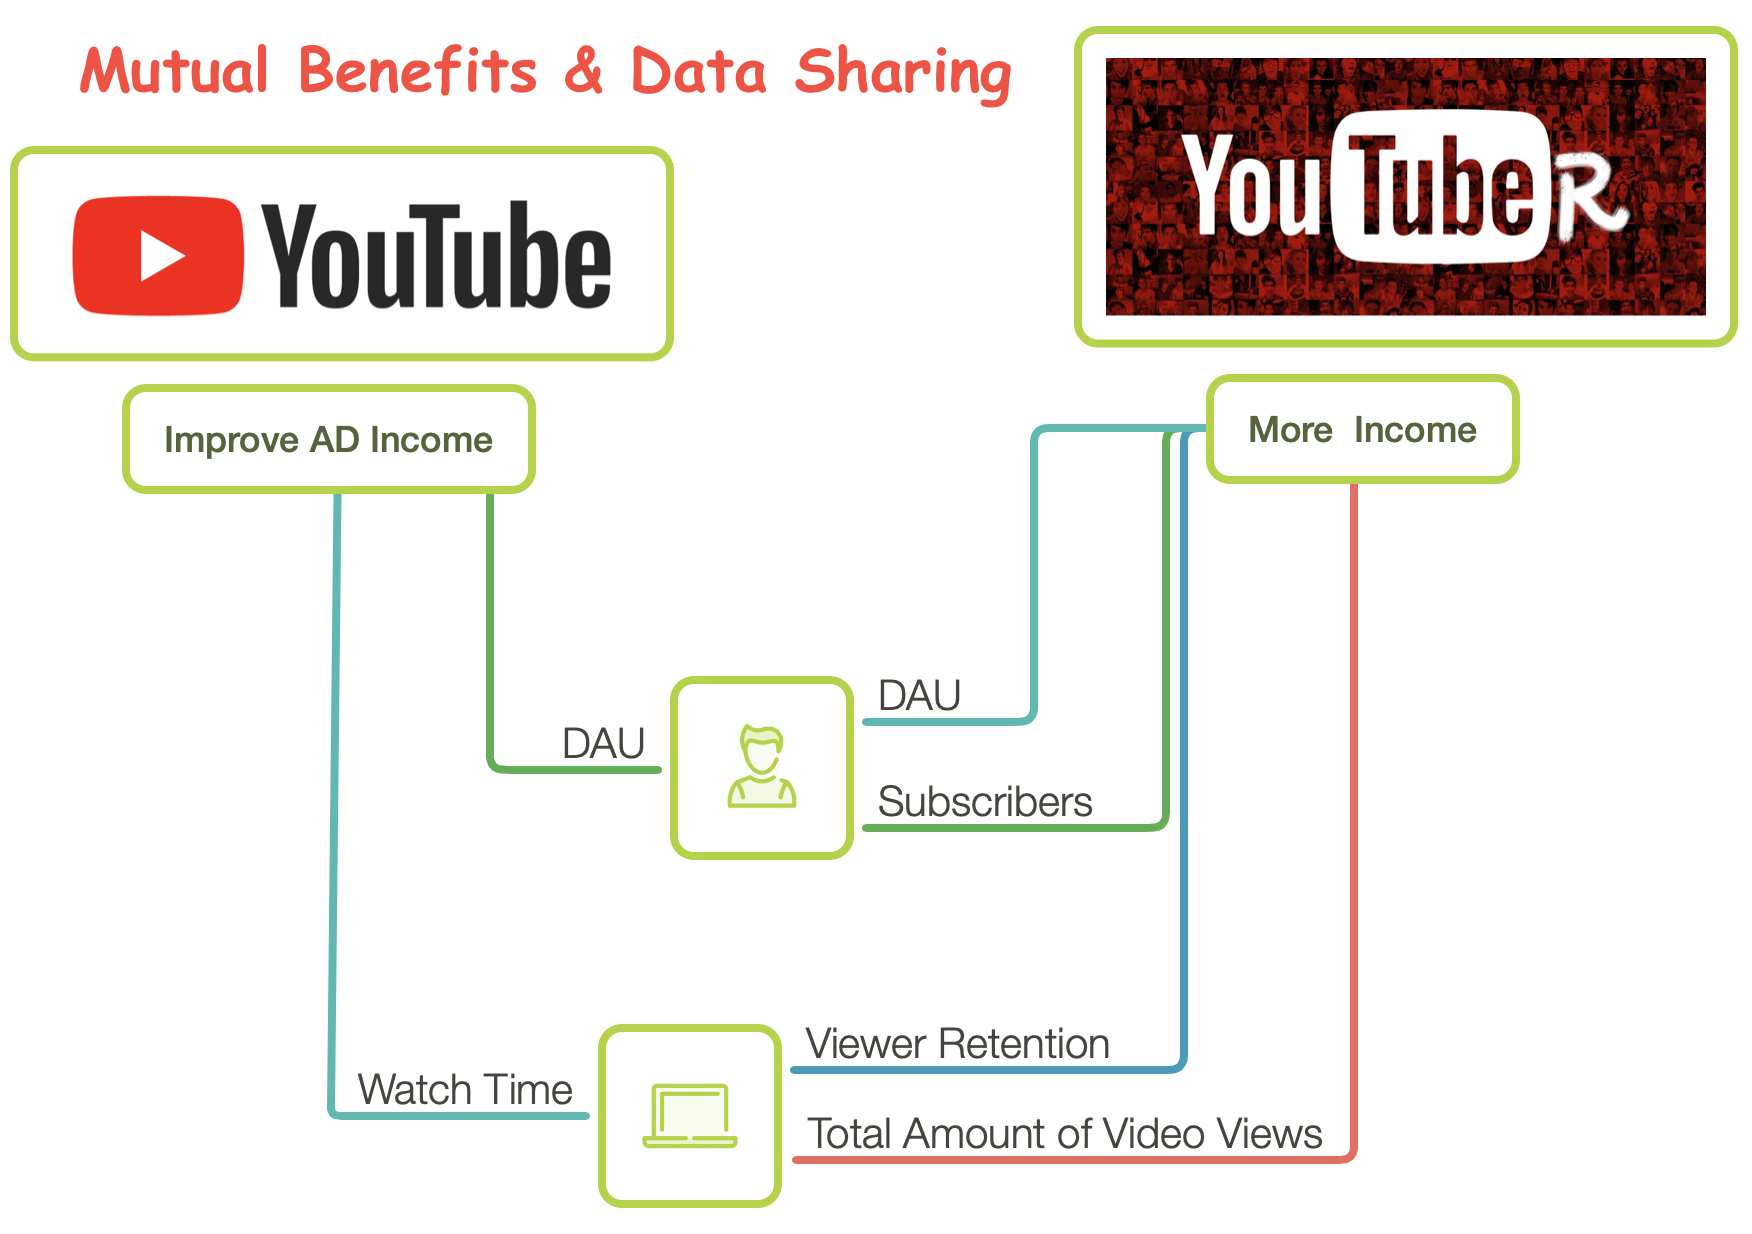 Mutual Benefits & Data Sharing
YouTube
YouTubeR
Improve AD Income
More Income
DAU
DAU
Subscribers
Viewer Retention
Watch Time
Total Amount of Video Views